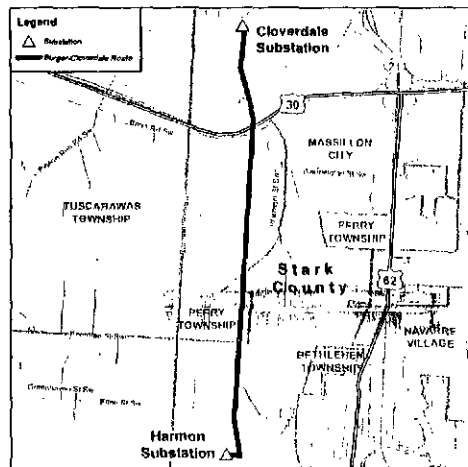 Legend
Substation
Burger-Cloverdale Route
Cloverdale
Substation
30
MASSILLON
CITY
TUSCARAWAS
TOWNSHIP
PERRY
TOWNSHIP
Stark
County
62
PERRY
TOWNSHIP
NAVARRE
VILLAGE
BETHLEHEM
TOWNSHIP
Harmon
Substation